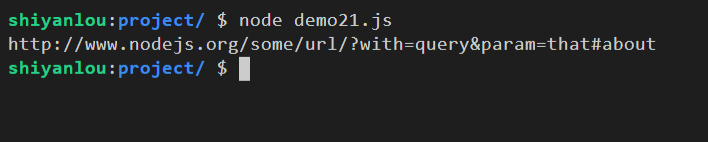 shiyanlou:project/ $ node demo21.js
http://www.nodejs.org/some/url/?with=query&param=that#about
shiyanlou:project/ $